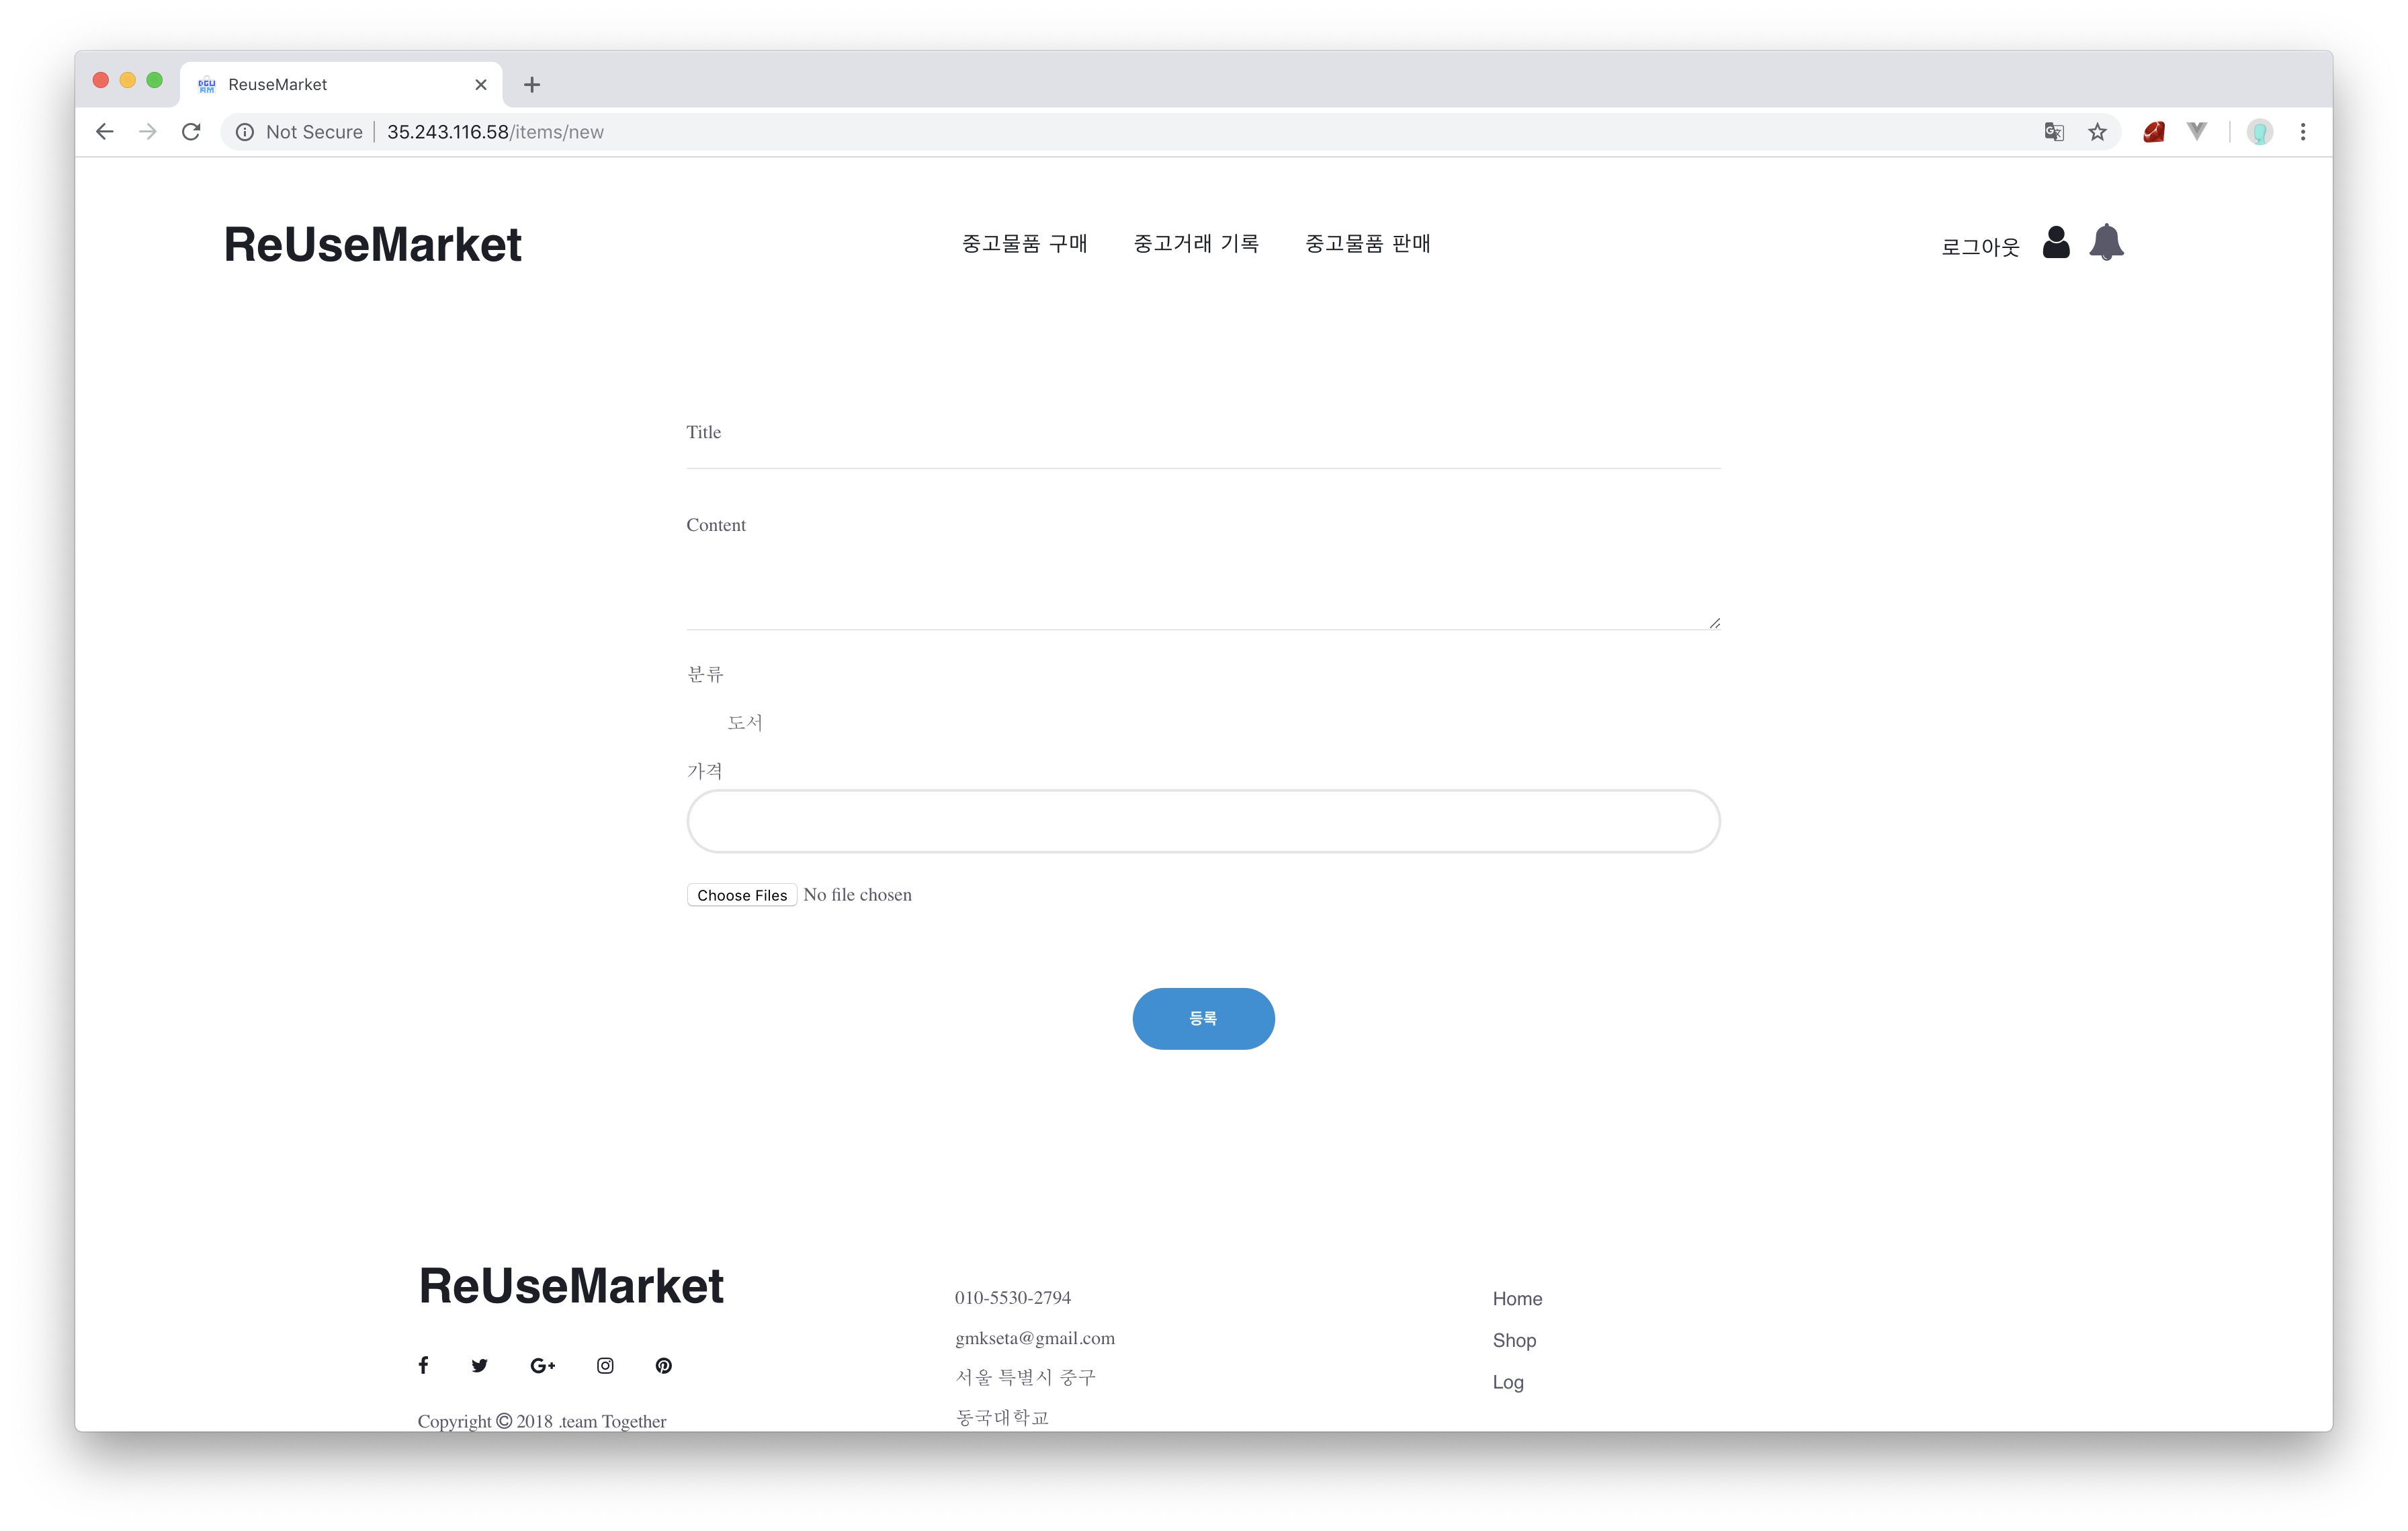 ReuseMarket
Not Secure | 35.243.116.58/items/new
ReUseMarket
중고물품 구매 중고거래 기록 중고물품 판매
로그아웃
Title
Content
분류
도서
가격
Choose Files No file chosen
등록
ReUseMarket
Copyright © 2018 .team Together
010-5530-2794
gmkseta@gmail.com
서울 특별시 중구
동국대학교
Home
Shop
Log